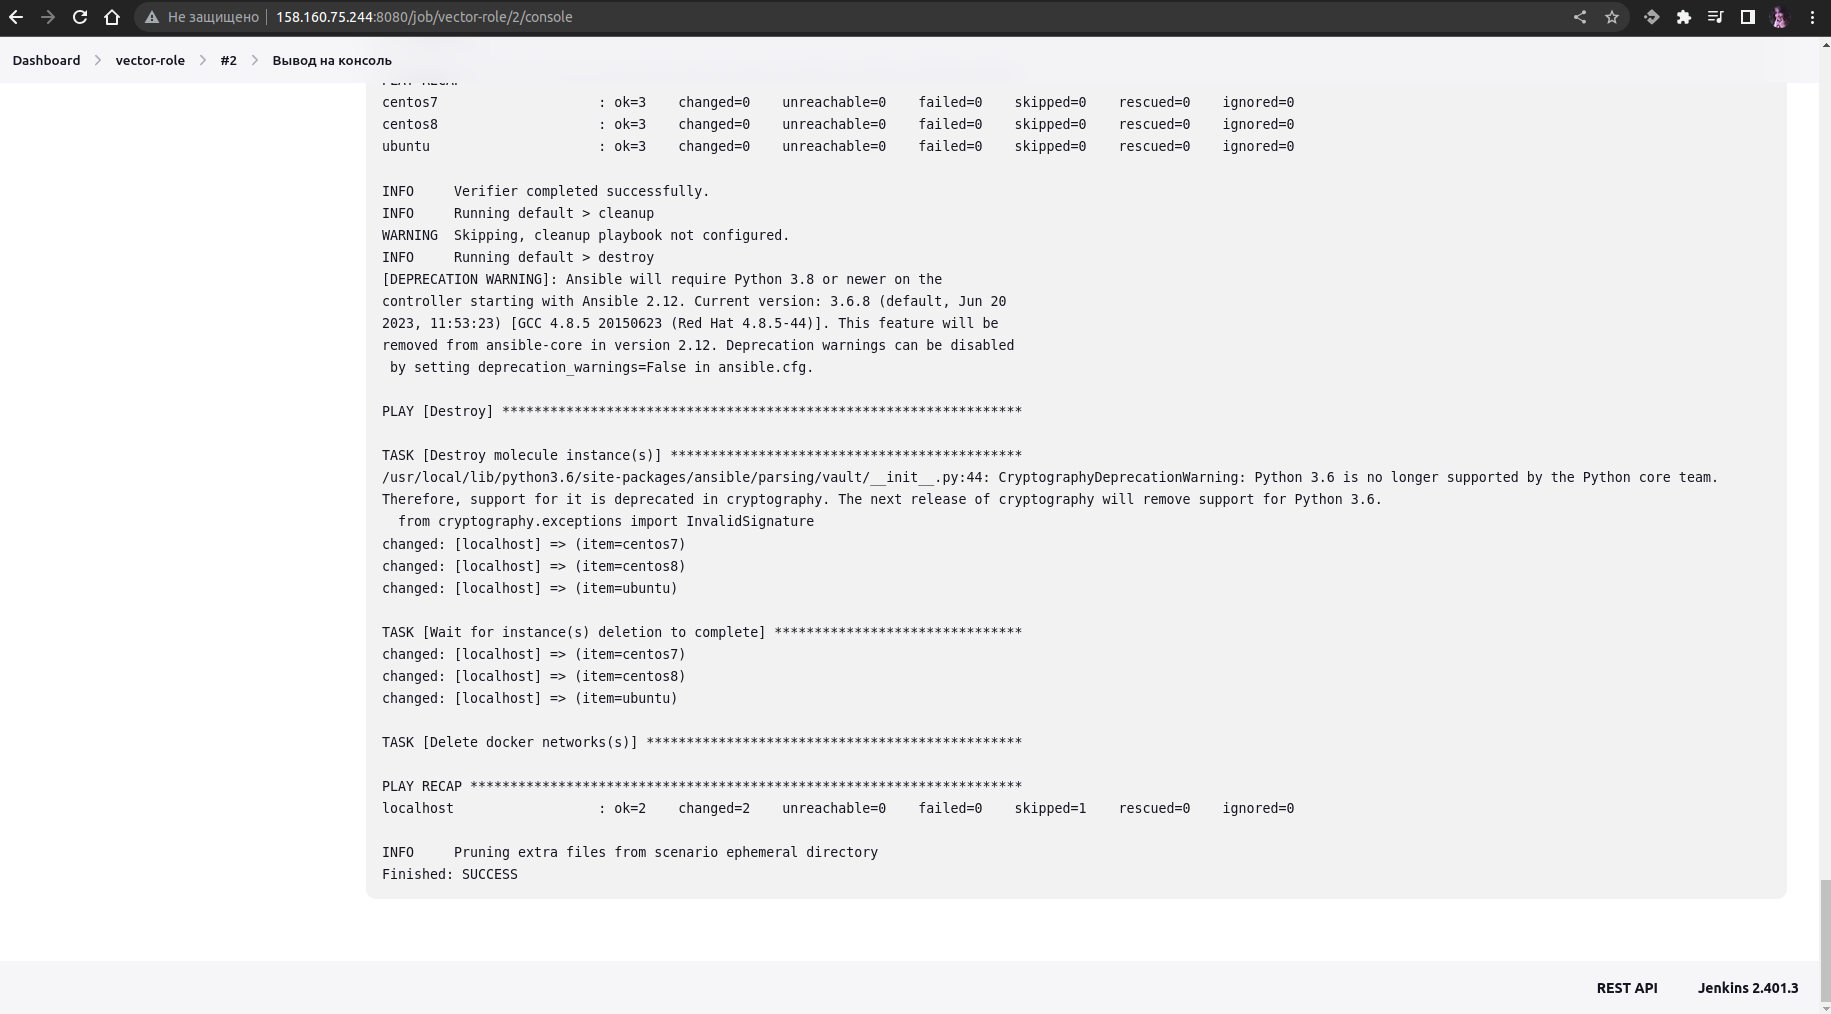 Не защищено 158.160.75.244:8080/job/vector-role/2/console
Dashboard > vector-role > #2 > Вывод на консоль
PLAY RECAP
centos7                    : ok=3    changed=0    unreachable=0    failed=0    skipped=0    rescued=0    ignored=0
centos8                    : ok=3    changed=0    unreachable=0    failed=0    skipped=0    rescued=0    ignored=0
ubuntu                     : ok=3    changed=0    unreachable=0    failed=0    skipped=0    rescued=0    ignored=0
INFO     Verifier completed successfully.
INFO     Running default > cleanup
WARNING  Skipping, cleanup playbook not configured.
INFO     Running default > destroy
[DEPRECATION WARNING]: Ansible will require Python 3.8 or newer on the
controller starting with Ansible 2.12. Current version: 3.6.8 (default, Jun 20
2023, 11:53:23) [GCC 4.8.5 20150623 (Red Hat 4.8.5-44)]. This feature will be
removed from ansible-core in version 2.12. Deprecation warnings can be disabled
 by setting deprecation_warnings=False in ansible.cfg.
PLAY [Destroy] *****************************************************************
TASK [Destroy molecule instance(s)] ********************************************
/usr/local/lib/python3.6/site-packages/ansible/parsing/vault/__init__.py:44: CryptographyDeprecationWarning: Python 3.6 is no longer supported by the Python core team.
Therefore, support for it is deprecated in cryptography. The next release of cryptography will remove support for Python 3.6.
  from cryptography.exceptions import InvalidSignature
changed: [localhost] => (item=centos7)
changed: [localhost] => (item=centos8)
changed: [localhost] => (item=ubuntu)
TASK [Wait for instance(s) deletion to complete] *******************************
changed: [localhost] => (item=centos7)
changed: [localhost] => (item=centos8)
changed: [localhost] => (item=ubuntu)
TASK [Delete docker networks(s)] ***********************************************
PLAY RECAP *********************************************************************
localhost                  : ok=2    changed=2    unreachable=0    failed=0    skipped=1    rescued=0    ignored=0
INFO     Pruning extra files from scenario ephemeral directory
Finished: SUCCESS
REST API Jenkins 2.401.3